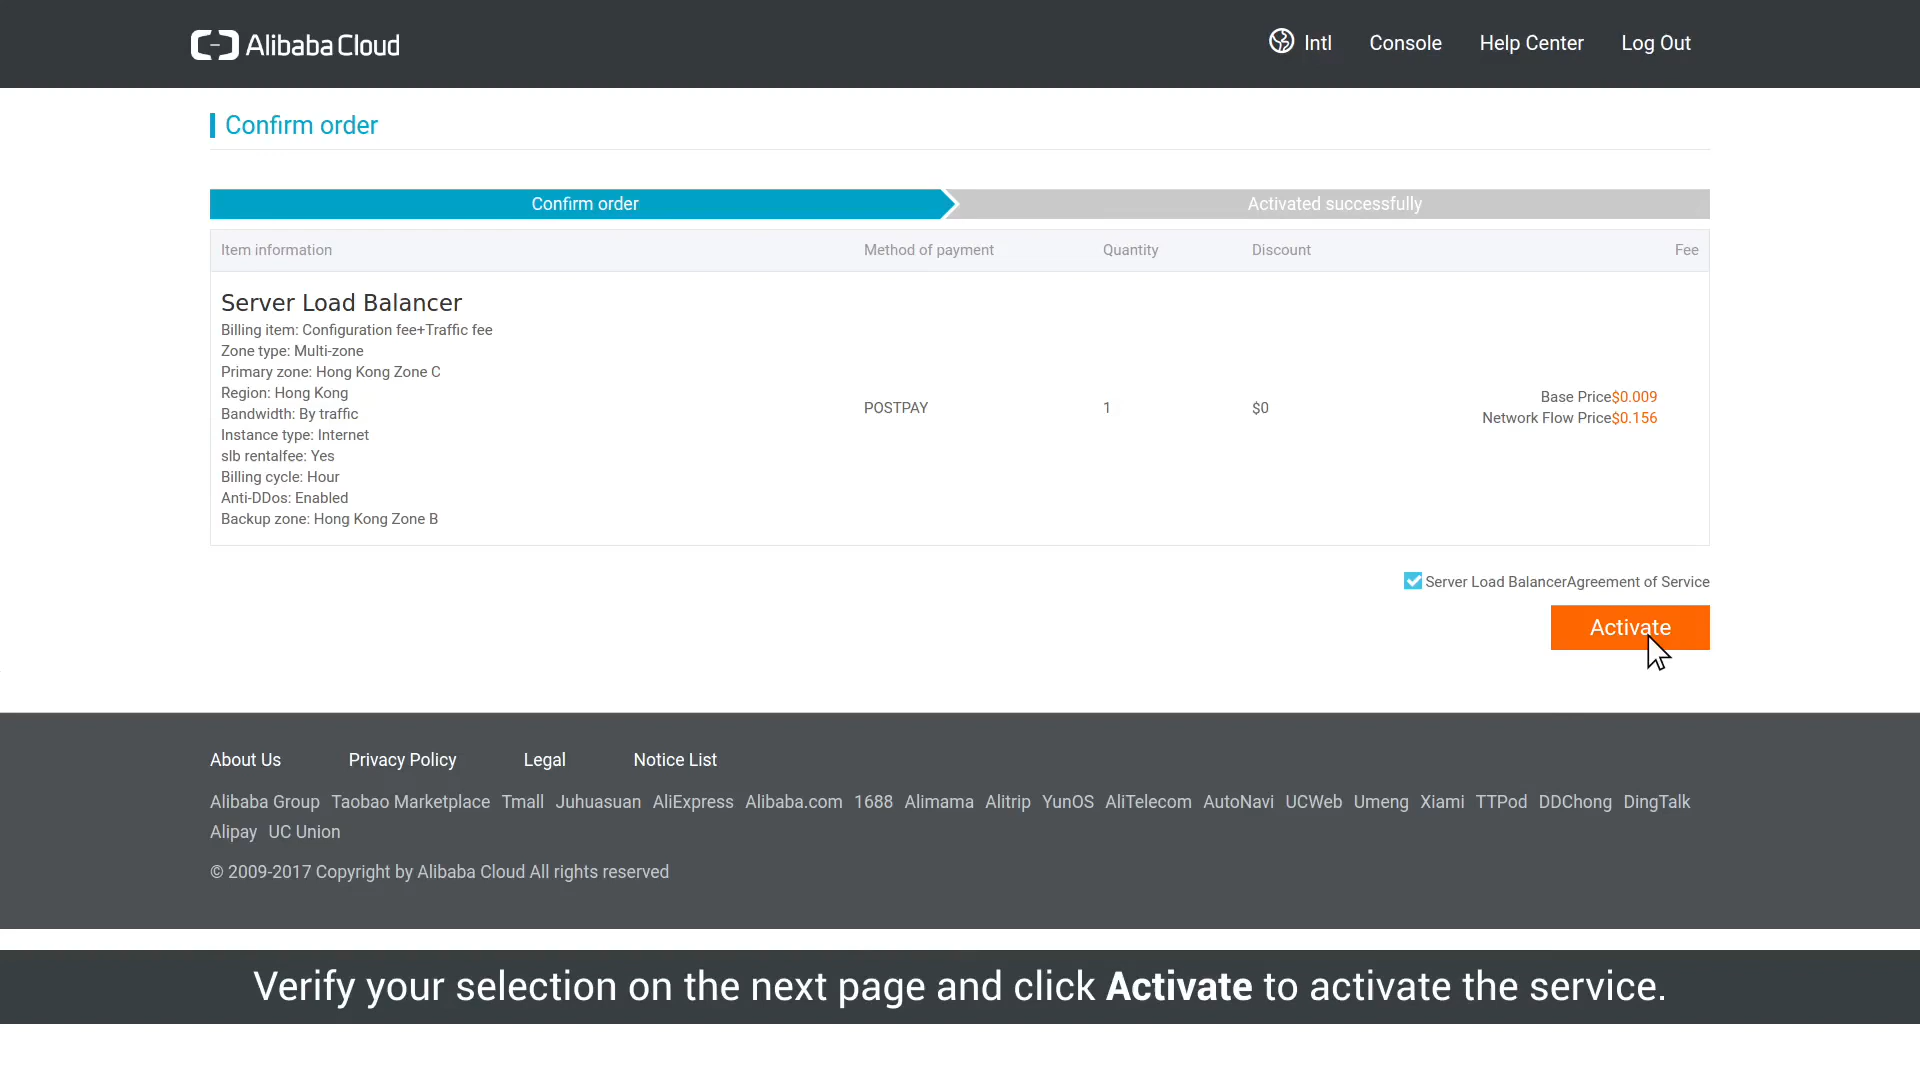 Alibaba Cloud
Intl Console Help Center Log Out
Confirm order
Confirm order Activated successfully
Item information Method of payment Quantity Discount Fee
Server Load Balancer
Billing item: Configuration fee+Traffic fee
Zone type: Multi-zone
Primary zone: Hong Kong Zone C
Region: Hong Kong
Bandwidth: By traffic
Instance type: Internet
slb rentalfee: Yes
Billing cycle: Hour
Anti-DDos: Enabled
Backup zone: Hong Kong Zone B
POSTPAY 1 $0
Base Price$0.009
Network Flow Price$0.156
Server Load BalancerAgreement of Service
Activate
About Us Privacy Policy Legal Notice List
Alibaba Group Taobao Marketplace Tmall Juhuasuan AliExpress Alibaba.com 1688 Alimama Alitrip YunOS AliTelecom AutoNavi UCWeb Umeng Xiami TTPod DDChong DingTalk
Alipay UC Union
© 2009-2017 Copyright by Alibaba Cloud All rights reserved
Verify your selection on the next page and click Activate to activate the service.